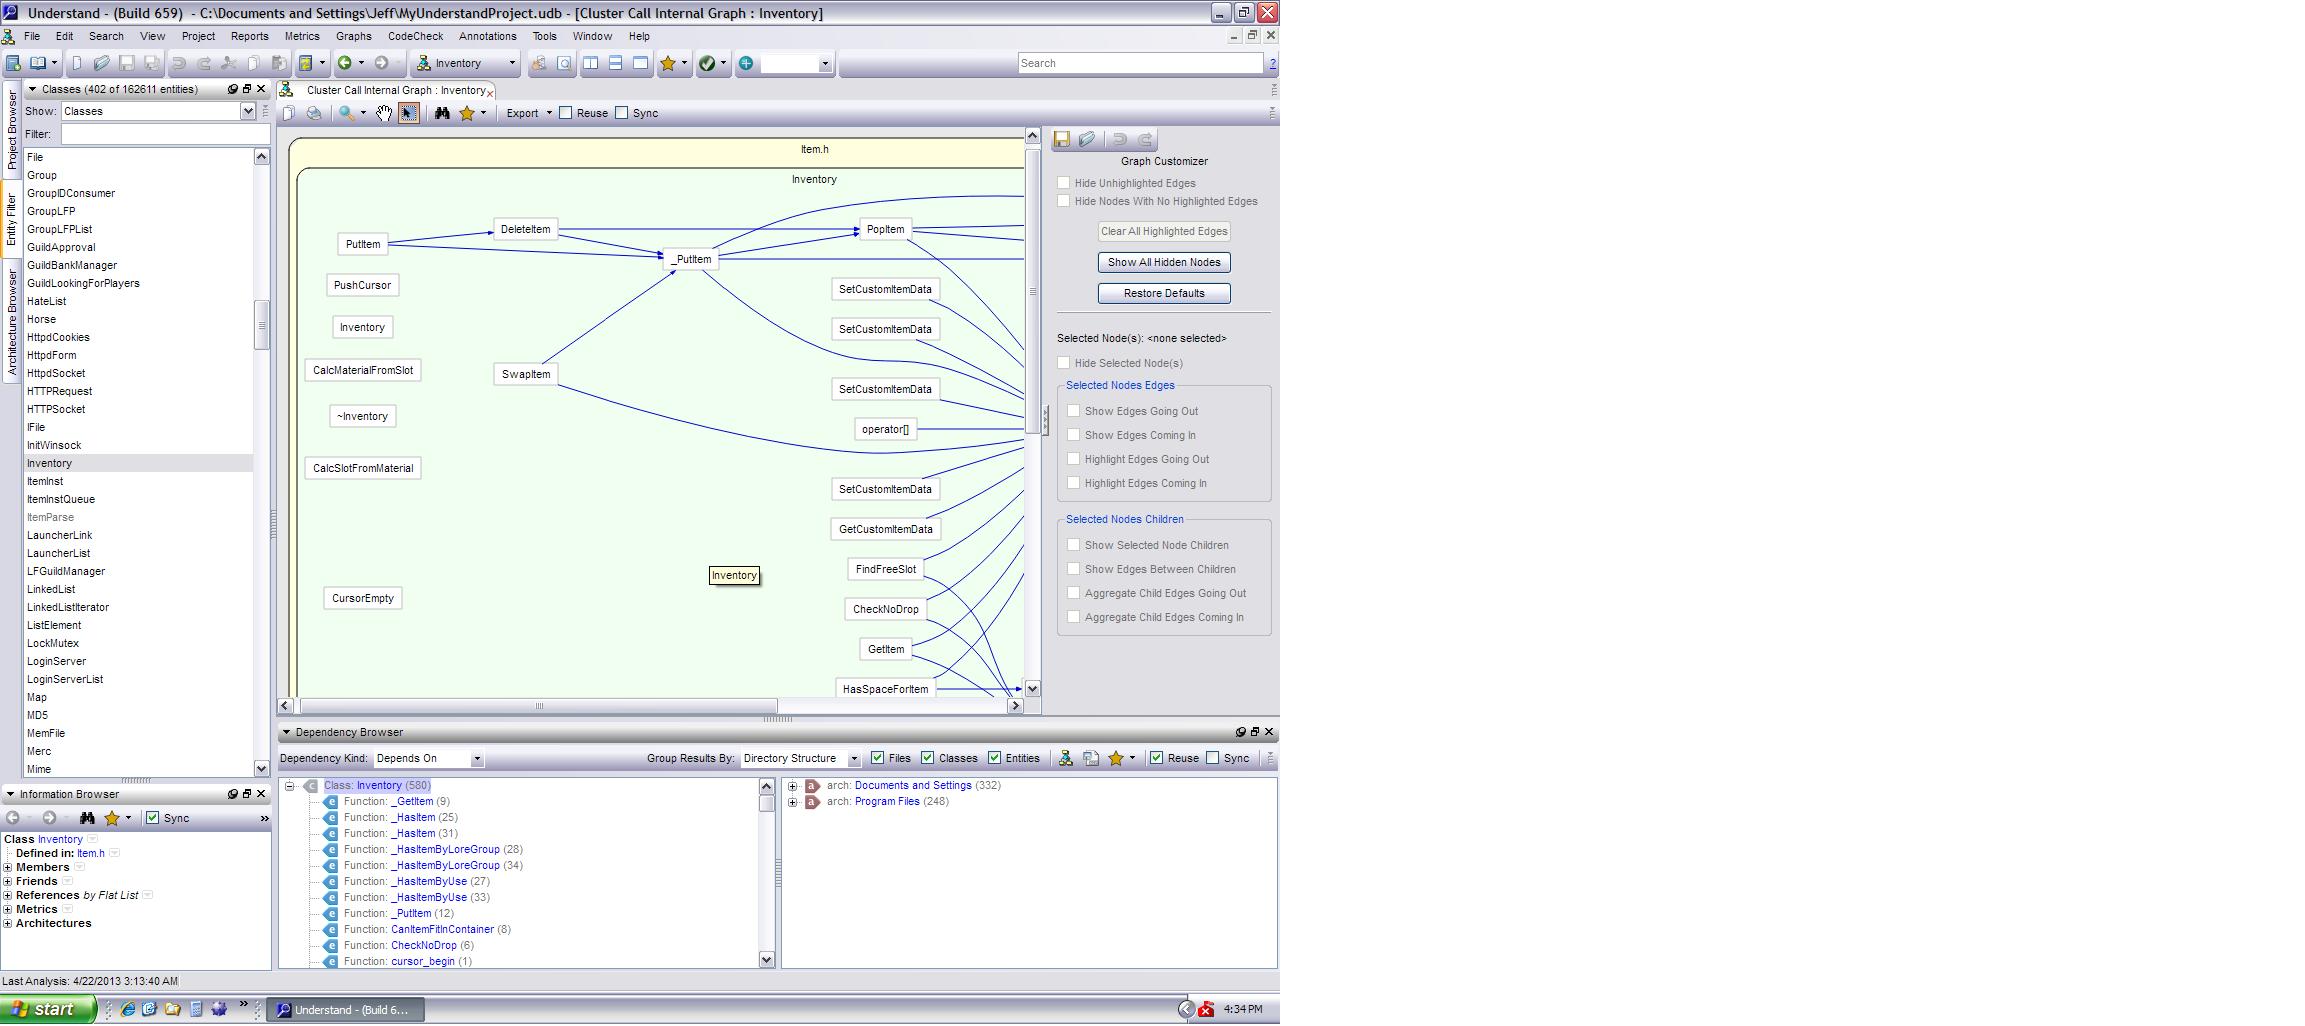 Understand - (Build 659) - C:\Documents and Settings\Jeff\MyUnderstandProject.udb - [Cluster Call Internal Graph : Inventory]
File Edit Search View Project Reports Metrics Graphs CodeCheck Annotations Tools Window Help
Inventory
Search
?
Project Browser
Entity Filter
Architecture Browser
Classes (402 of 162611 entities)
Show: Classes
Filter:
File
Group
GroupIDConsumer
GroupLFP
GroupLFPList
GuildApproval
GuildBankManager
GuildLookingForPlayers
HateList
Horse
HttpdCookies
HttpdForm
HttpdSocket
HTTPRequest
HTTPSocket
IFile
InitWinsock
Inventory
ItemInst
ItemInstQueue
ItemParse
LauncherLink
LauncherList
LFGuildManager
LinkedList
LinkedListIterator
ListElement
LockMutex
LoginServer
LoginServerList
Map
MD5
MemFile
Merc
Mime
Cluster Call Internal Graph : Inventory
Export Reuse Sync
Item.h
Inventory
PutItem
PushCursor
Inventory
CalcMaterialFromSlot
~Inventory
CalcSlotFromMaterial
CursorEmpty
DeleteItem
SwapItem
_PutItem
Inventory
PopItem
SetCustomItemData
SetCustomItemData
SetCustomItemData
operator[]
SetCustomItemData
GetCustomItemData
FindFreeSlot
CheckNoDrop
GetItem
HasSpaceForItem
Graph Customizer
Hide Unhighlighted Edges
Hide Nodes With No Highlighted Edges
Clear All Highlighted Edges
Show All Hidden Nodes
Restore Defaults
Selected Node(s): <none selected>
Hide Selected Node(s)
Selected Nodes Edges
Show Edges Going Out
Show Edges Coming In
Highlight Edges Going Out
Highlight Edges Coming In
Selected Nodes Children
Show Selected Node Children
Show Edges Between Children
Aggregate Child Edges Going Out
Aggregate Child Edges Coming In
Information Browser
Sync »
Class Inventory
Defined in: Item.h
Members
Friends
References by Flat List
Metrics
Architectures
Dependency Browser
Dependency Kind: Depends On Group Results By: Directory Structure Files Classes Entities Reuse Sync
Class: Inventory (580)
Function: _GetItem (9)
Function: _HasItem (25)
Function: _HasItem (31)
Function: _HasItemByLoreGroup (28)
Function: _HasItemByLoreGroup (34)
Function: _HasItemByUse (27)
Function: _HasItemByUse (33)
Function: _PutItem (12)
Function: CanItemFitInContainer (8)
Function: CheckNoDrop (6)
Function: cursor_begin (1)
arch: Documents and Settings (332)
arch: Program Files (248)
Last Analysis: 4/22/2013 3:13:40 AM
start » Understand - (Build 6... 4:34 PM